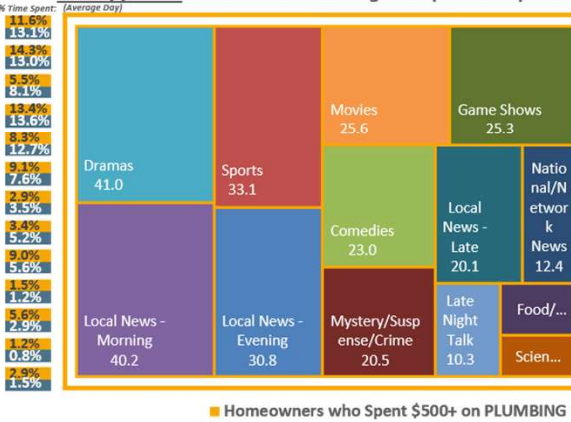 % Time Spent: (Average Day)
11.6%
13.1%
14.3%
13.0%
5.5%
8.1%
13.4%
13.6%
8.3%
12.7%
9.1%
7.6%
2.9%
3.5%
3.4%
5.2%
9.0%
5.6%
1.5%
1.2%
5.6%
2.9%
1.2%
0.8%
2.9%
1.5%
Dramas
41.0
Sports
33.1
Movies
25.6
Game Shows
25.3
Comedies
23.0
Local
News -
Late
20.1
Natio
nal/N
etwor
k
News
12.4
Local News -
Morning
40.2
Local News -
Evening
30.8
Mystery/Susp
ense/Crime
20.5
Late
Night
Talk
10.3
Food/...
Scien...
Homeowners who Spent $500+ on PLUMBING